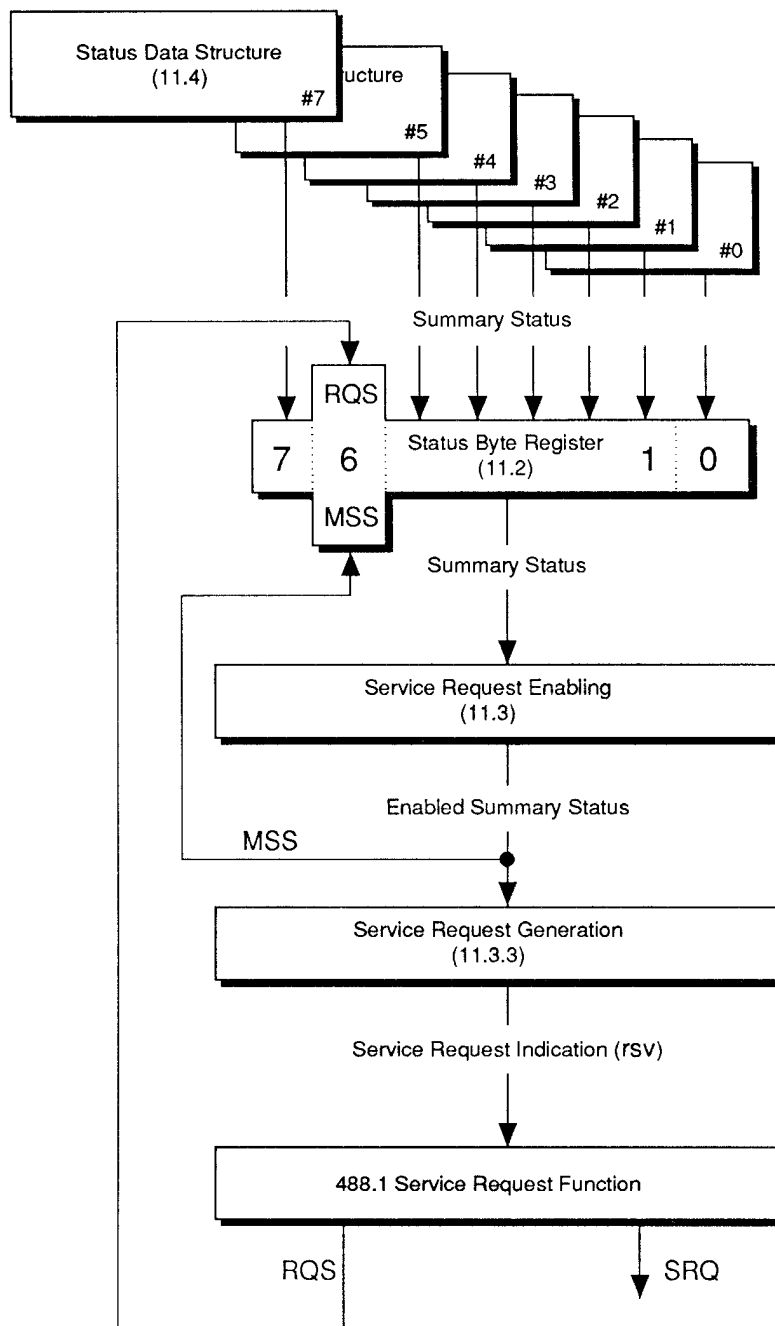 Status Data Structure
(11.4)
#7
ructure
#5
#4
#3
#2
#1
#0
Summary Status
RQS
7 6 Status Byte Register 1 0
(11.2)
MSS
Summary Status
Service Request Enabling
(11.3)
Enabled Summary Status
MSS
Service Request Generation
(11.3.3)
Service Request Indication (rsv)
488.1 Service Request Function
RQS SRQ